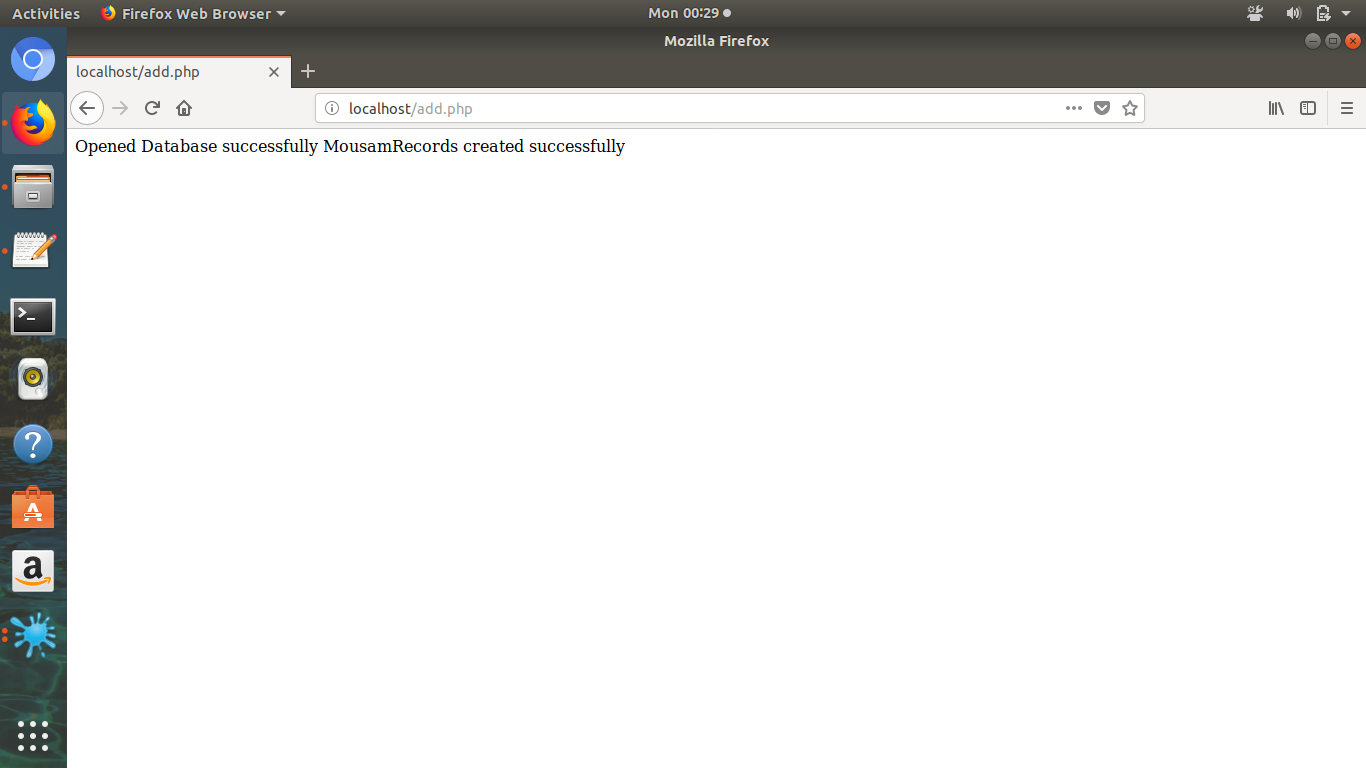 Activities Firefox Web Browser Mon 00:29
Mozilla Firefox
localhost/add.php
localhost/add.php
Opened Database successfully MousamRecords created successfully